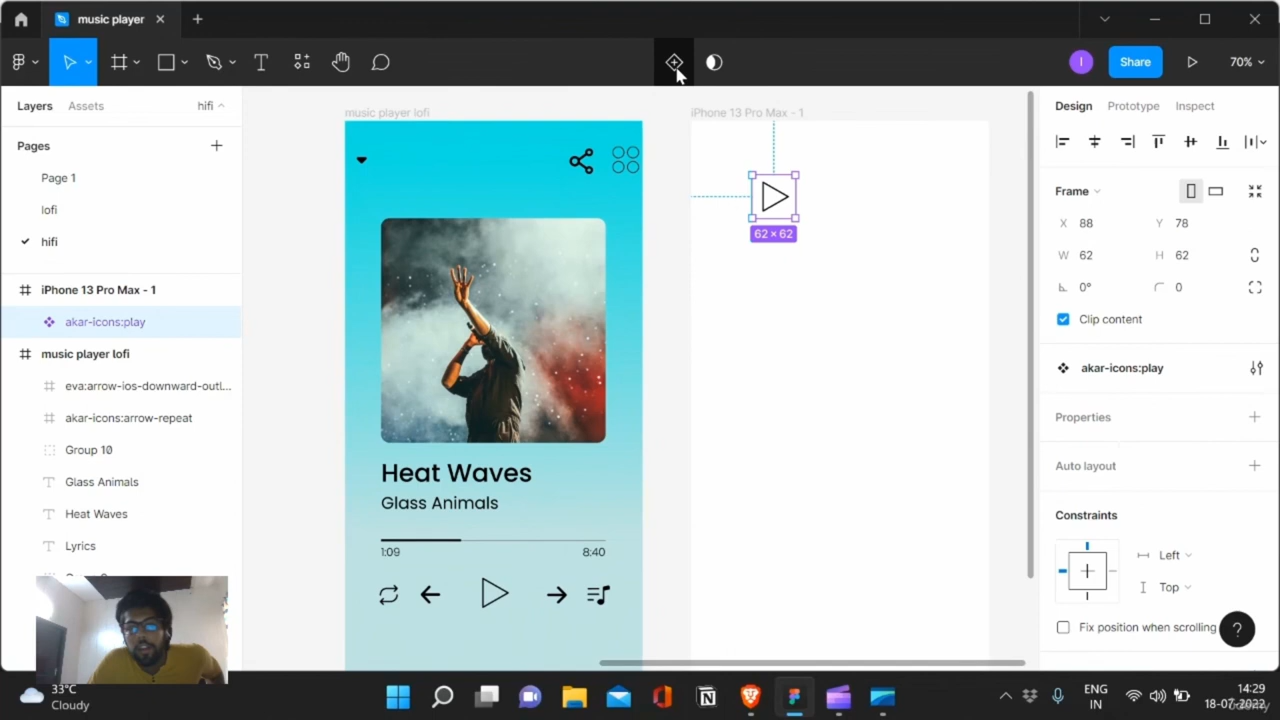 music player
Share
70%
Layers
Assets
hifi
Pages
Page 1
lofi
hifi
iPhone 13 Pro Max - 1
akar-icons:play
music player lofi
eva:arrow-ios-downward-outl...
akar-icons:arrow-repeat
Group 10
Glass Animals
Heat Waves
Lyrics
music player lofi
iPhone 13 Pro Max - 1
62 × 62
Heat Waves
Glass Animals
1:09
8:40
Design
Prototype
Inspect
Frame
X 88
Y 78
W 62
H 62
0°
0
Clip content
akar-icons:play
Properties
Auto layout
Constraints
Left
Top
Fix position when scrolling
?
I
33°C
Cloudy
ENG
IN
14:29
18-07-2022